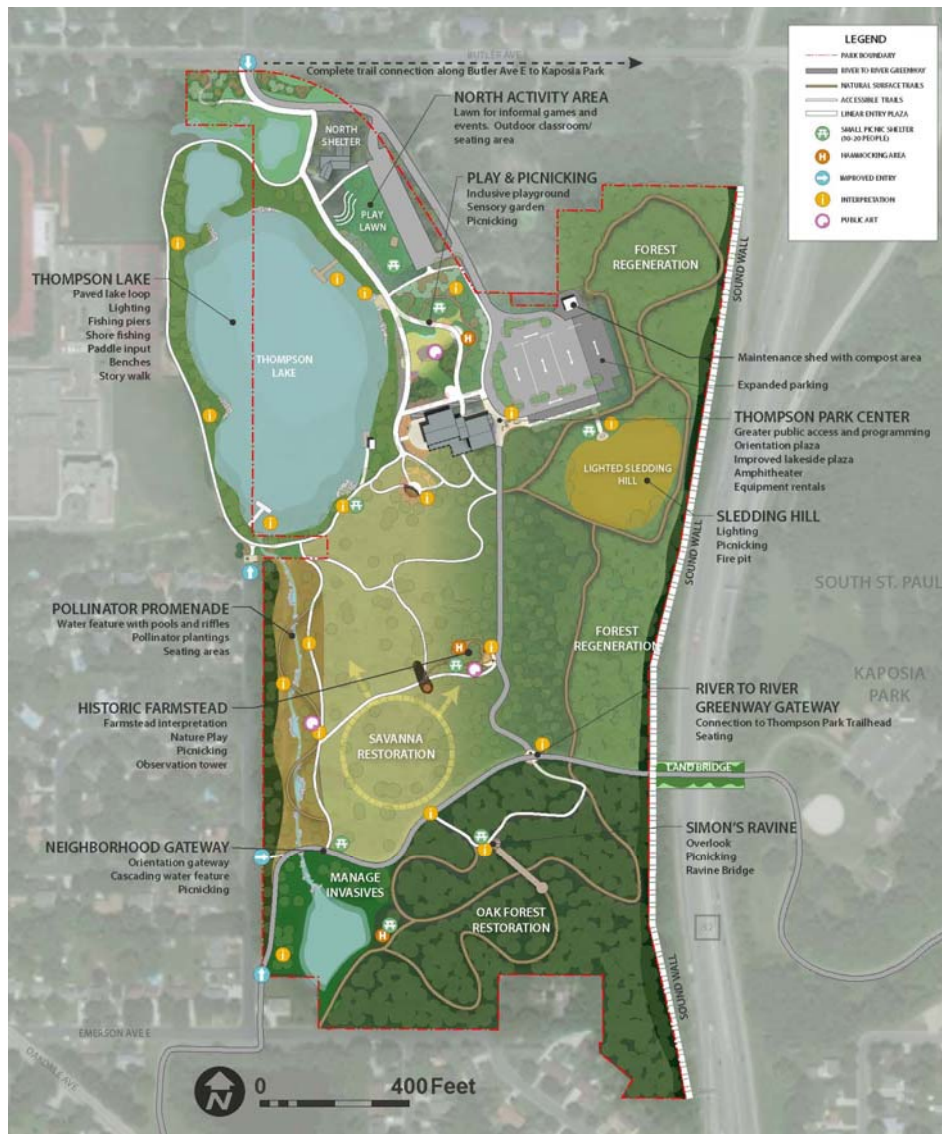 BUTLER AVE E
Complete trail connection along Butler Ave E to Kaposia Park
LEGEND
PARK BOUNDARY
RIVER TO RIVER GREENWAY
NATURAL SURFACE TRAILS
ACCESSIBLE TRAILS
LINEAR ENTRY PLAZA
SMALL PICNIC SHELTER
(10-20 PEOPLE)
H HAMMOCKING AREA
IMPROVED ENTRY
i INTERPRETATION
PUBLIC ART
NORTH ACTIVITY AREA
Lawn for informal games and
events. Outdoor classroom/
seating area
NORTH
SHELTER
PLAY & PICNICKING
Inclusive playground
Sensory garden
Picnicking
PLAY
LAWN
FOREST
REGENERATION
SOUND WALL
THOMPSON LAKE
Paved lake loop
Lighting
Fishing piers
Shore fishing
Paddle input
Benches
Story walk
THOMPSON
LAKE
Maintenance shed with compost area
Expanded parking
THOMPSON PARK CENTER
Greater public access and programming
Orientation plaza
Improved lakeside plaza
Amphitheater
Equipment rentals
LIGHTED SLEDDING
HILL
SLEDDING HILL
Lighting
Picnicking
Fire pit
SOUND WALL
SOUTH ST. PAUL
POLLINATOR PROMENADE
Water feature with pools and riffles
Pollinator plantings
Seating areas
FOREST
REGENERATION
KAPOSIA
PARK
HISTORIC FARMSTEAD
Farmstead interpretation
Nature Play
Picnicking
Observation tower
RIVER TO RIVER
GREENWAY GATEWAY
Connection to Thompson Park Trailhead
Seating
SAVANNA
RESTORATION
LAND BRIDGE
NEIGHBORHOOD GATEWAY
Orientation gateway
Cascading water feature
Picnicking
SIMON'S RAVINE
Overlook
Picnicking
Ravine Bridge
MANAGE
INVASIVES
OAK FOREST
RESTORATION
52
SOUND WALL
EMERSON AVE E
OAKDALE AVE
N
0 400 Feet